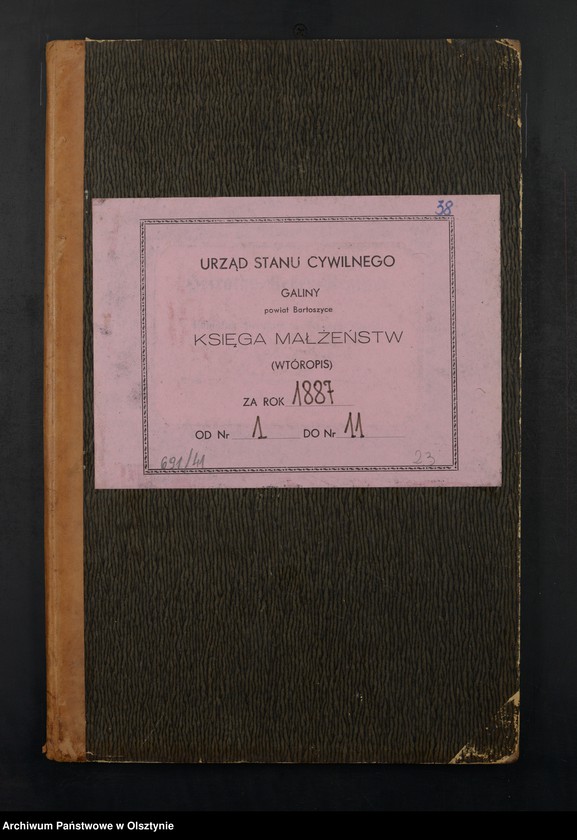 38
URZĄD STANU CYWILNEGO
GALINY
powiat Bartoszyce
KSIĘGA MAŁŻEŃSTW
(WTÓROPIS)
ZA ROK 1887
OD Nr 1 DO Nr 11
691/41 23
Archiwum Państwowe w Olsztynie